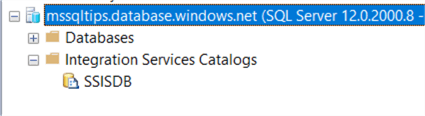 mssqltips.database.windows.net (SQL Server 12.0.2000.8 -
Databases
Integration Services Catalogs
SSISDB